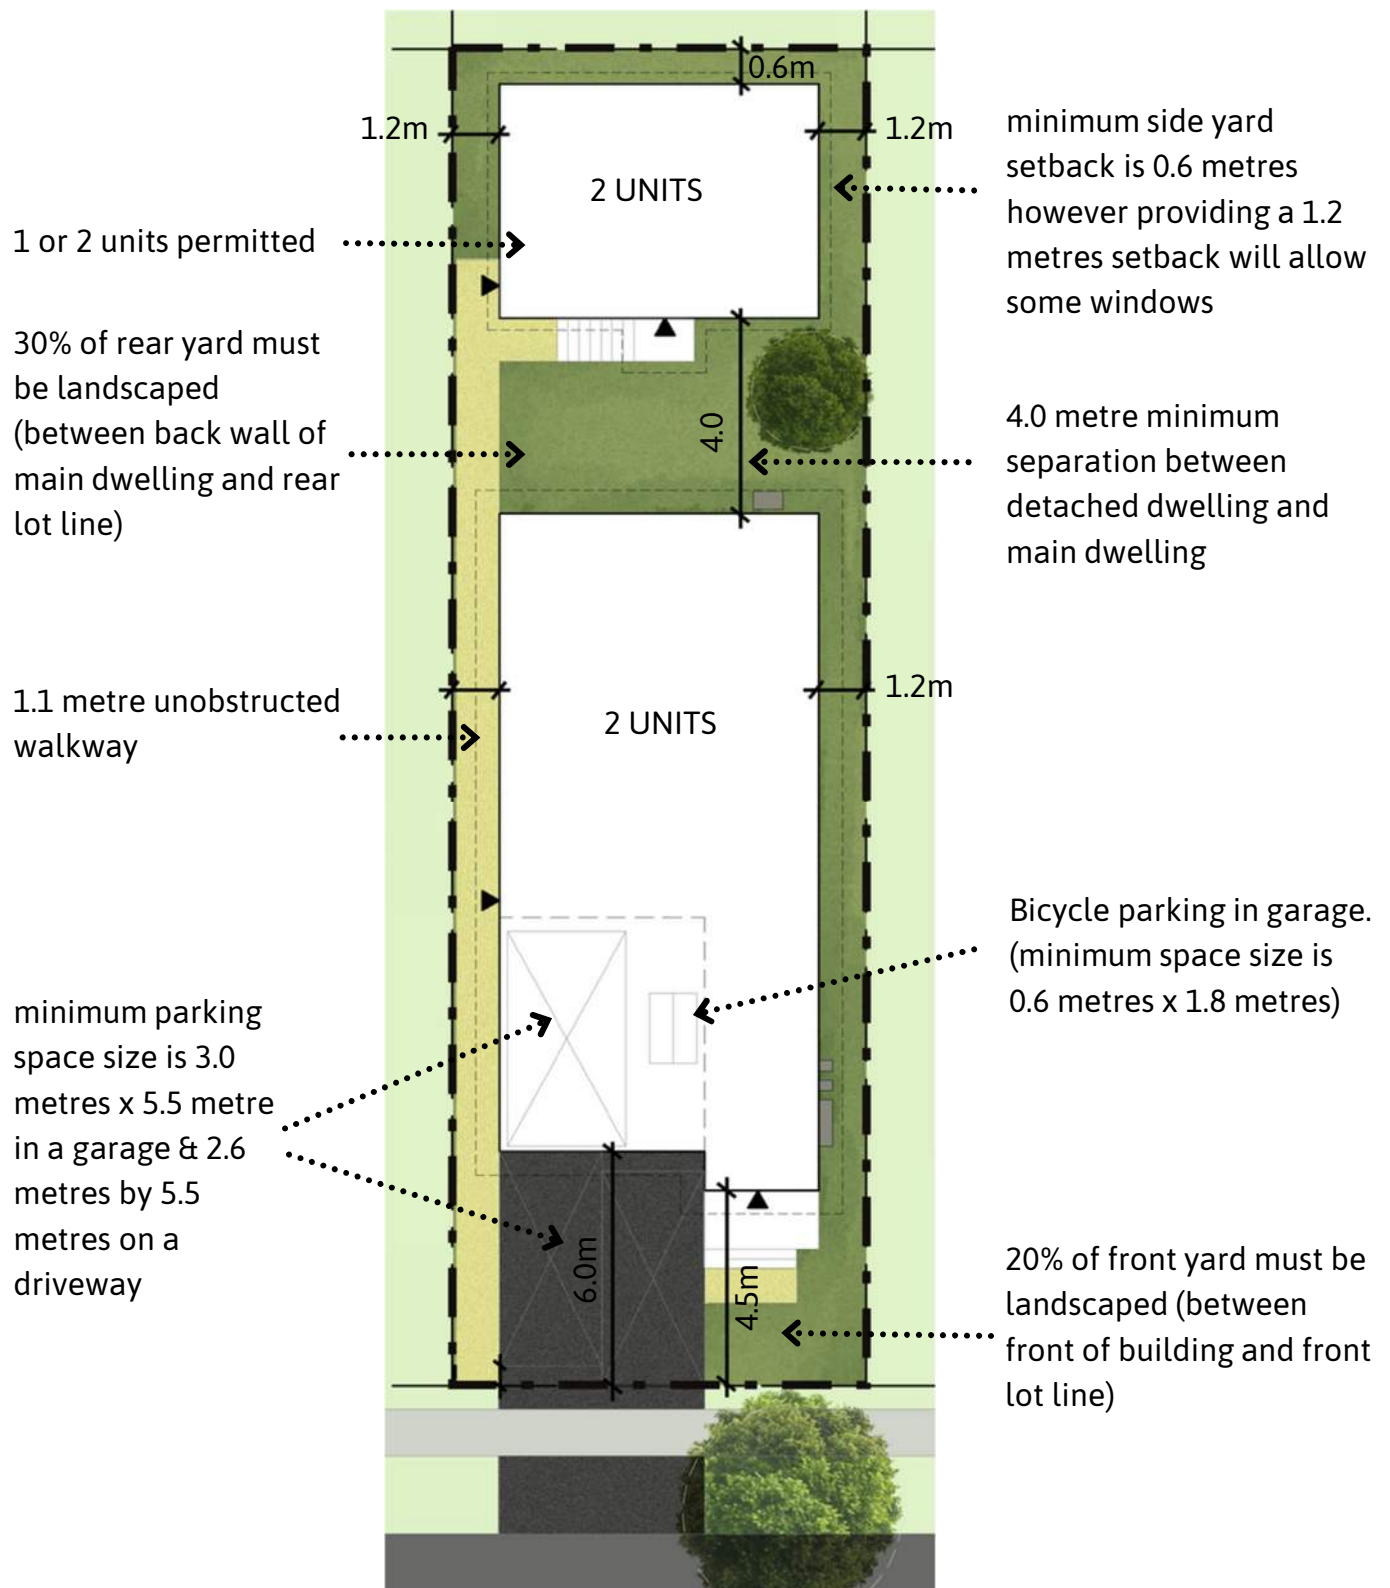 0.6m
1.2m
1.2m
2 UNITS
minimum side yard
setback is 0.6 metres
however providing a 1.2
metres setback will allow
some windows
1 or 2 units permitted
30% of rear yard must
be landscaped
(between back wall of
main dwelling and rear
lot line)
4.0
4.0 metre minimum
separation between
detached dwelling and
main dwelling
1.1 metre unobstructed
walkway
1.2m
2 UNITS
Bicycle parking in garage.
(minimum space size is
0.6 metres x 1.8 metres)
minimum parking
space size is 3.0
metres x 5.5 metre
in a garage & 2.6
metres by 5.5
metres on a
driveway
6.0m
4.5m
20% of front yard must be
landscaped (between
front of building and front
lot line)